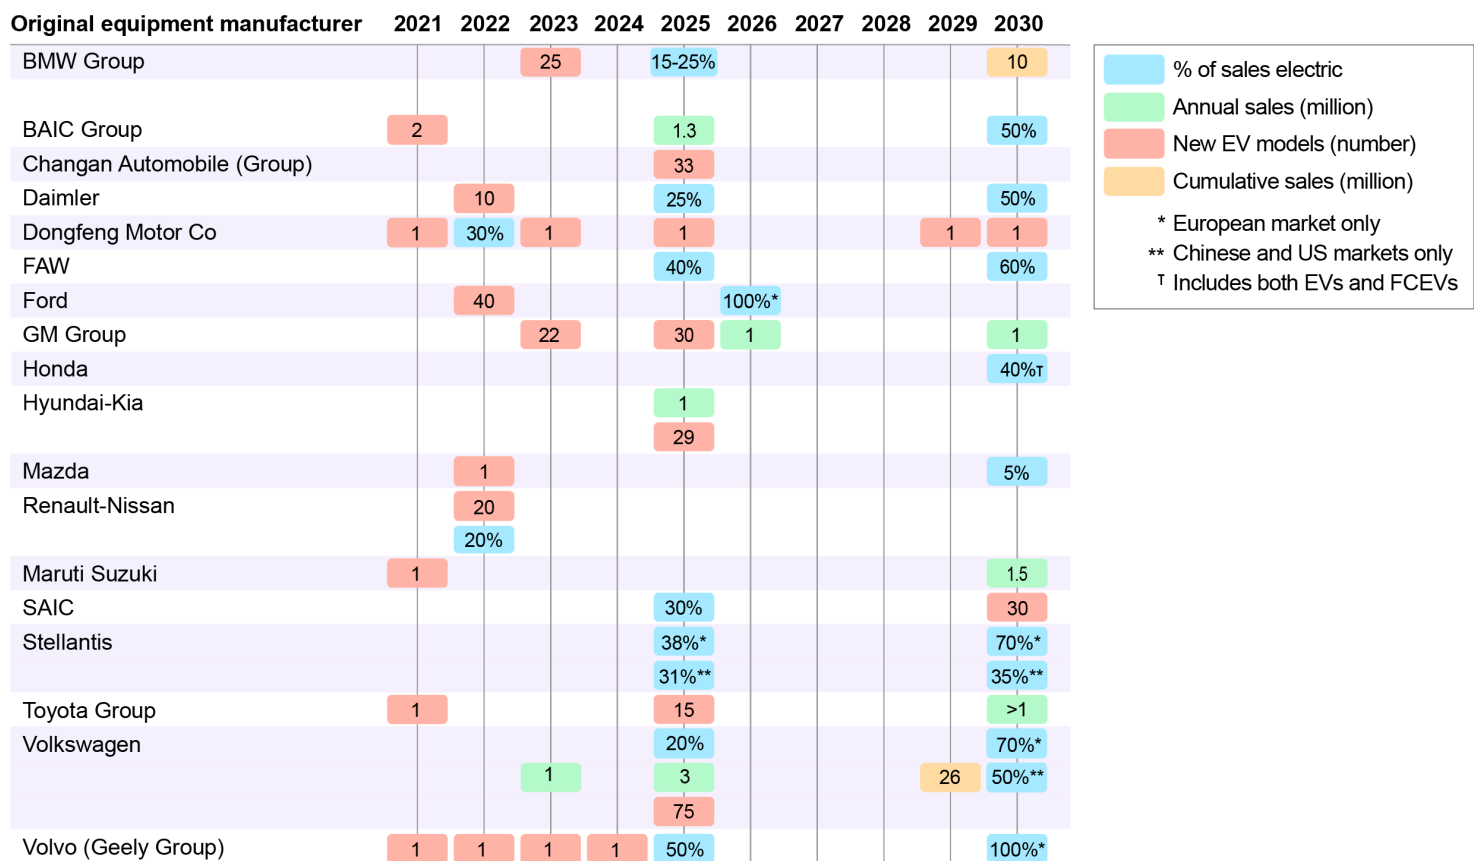 Original equipment manufacturer 2021 2022 2023 2024 2025 2026 2027 2028 2029 2030
BMW Group 25 15-25% 10
BAIC Group 2 1.3 50%
Changan Automobile (Group) 33
Daimler 10 25% 50%
Dongfeng Motor Co 1 30% 1 1 1 1
FAW 40% 60%
Ford 40 100%*
GM Group 22 30 1 1
Honda 40%т
Hyundai-Kia 1
29
Mazda 1 5%
Renault-Nissan 20
20%
Maruti Suzuki 1 1.5
SAIC 30% 30
Stellantis 38%* 70%*
31%** 35%**
Toyota Group 1 15 >1
Volkswagen 20% 70%*
1 3 26 50%**
75
Volvo (Geely Group) 1 1 1 1 50% 100%*
% of sales electric
Annual sales (million)
New EV models (number)
Cumulative sales (million)
* European market only
** Chinese and US markets only
т Includes both EVs and FCEVs